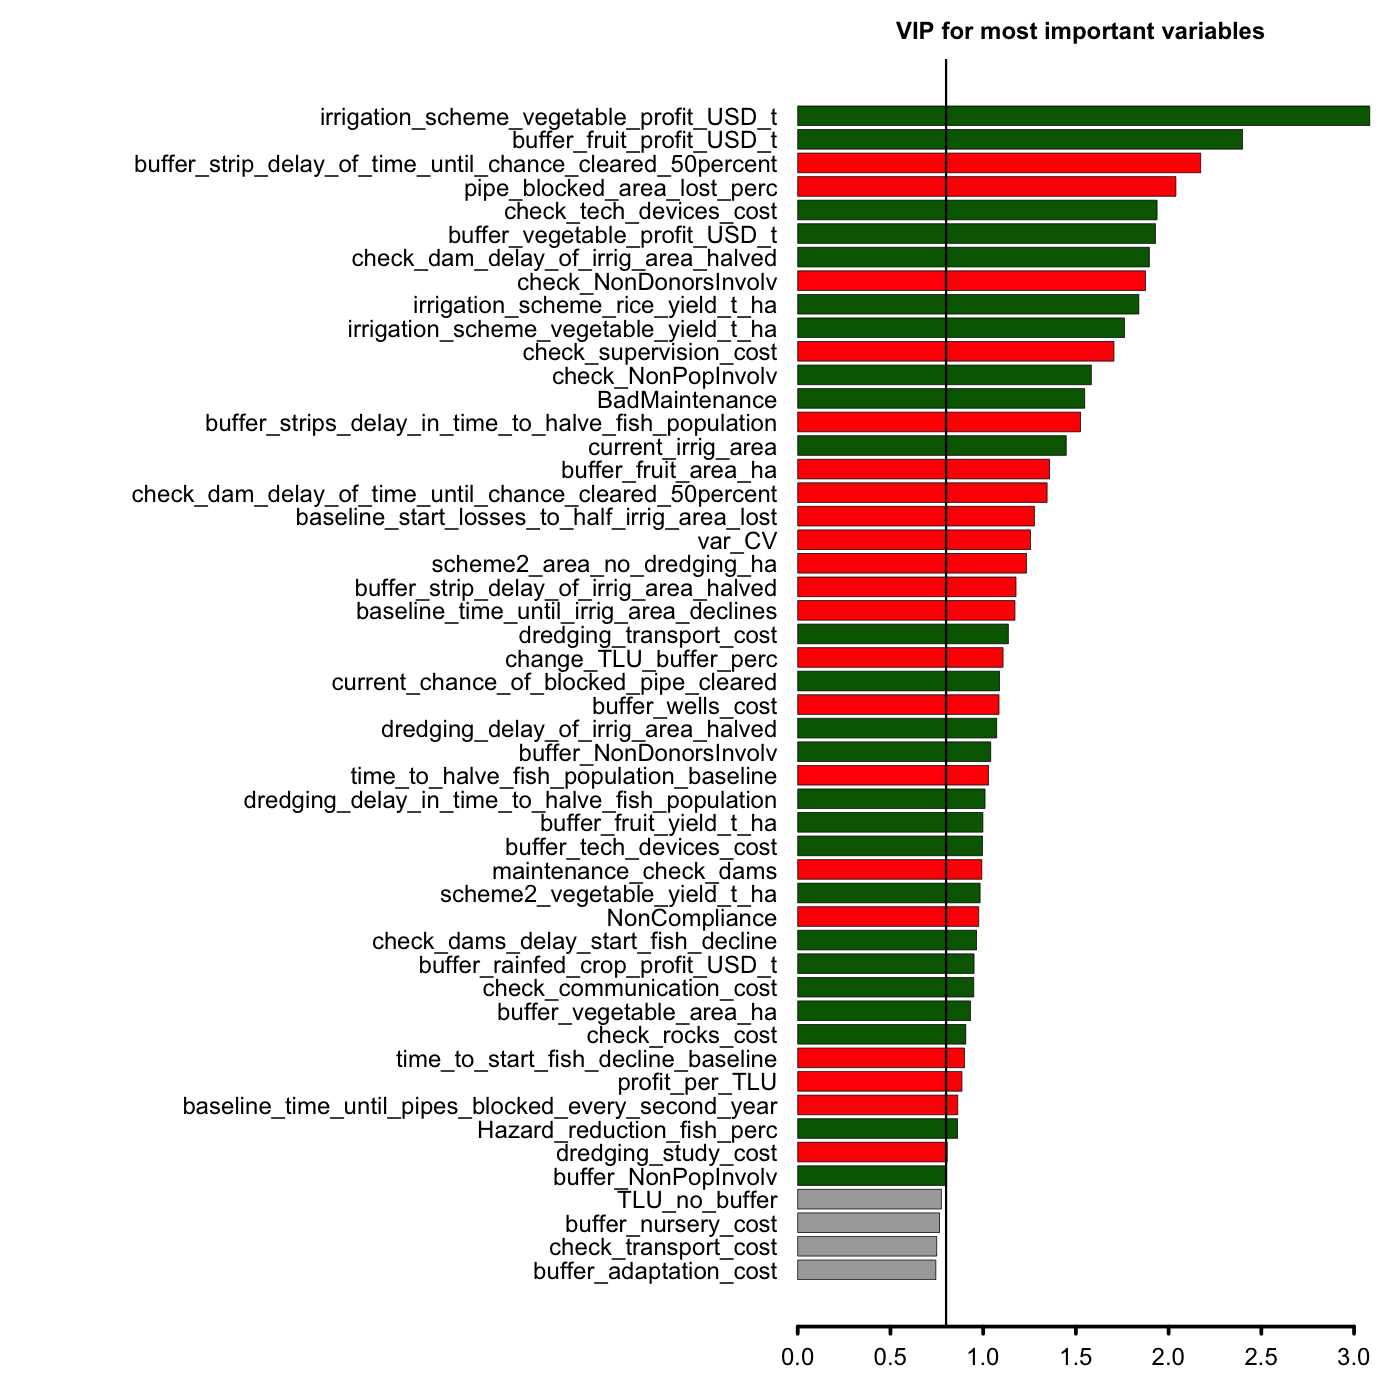 VIP for most important variables
irrigation_scheme_vegetable_profit_USD_t
buffer_fruit_profit_USD_t
buffer_strip_delay_of_time_until_chance_cleared_50percent
pipe_blocked_area_lost_perc
check_tech_devices_cost
buffer_vegetable_profit_USD_t
check_dam_delay_of_irrig_area_halved
check_NonDonorsInvolv
irrigation_scheme_rice_yield_t_ha
irrigation_scheme_vegetable_yield_t_ha
check_supervision_cost
check_NonPopInvolv
BadMaintenance
buffer_strips_delay_in_time_to_halve_fish_population
current_irrig_area
buffer_fruit_area_ha
check_dam_delay_of_time_until_chance_cleared_50percent
baseline_start_losses_to_half_irrig_area_lost
var_CV
scheme2_area_no_dredging_ha
buffer_strip_delay_of_irrig_area_halved
baseline_time_until_irrig_area_declines
dredging_transport_cost
change_TLU_buffer_perc
current_chance_of_blocked_pipe_cleared
buffer_wells_cost
dredging_delay_of_irrig_area_halved
buffer_NonDonorsInvolv
time_to_halve_fish_population_baseline
dredging_delay_in_time_to_halve_fish_population
buffer_fruit_yield_t_ha
buffer_tech_devices_cost
maintenance_check_dams
scheme2_vegetable_yield_t_ha
NonCompliance
check_dams_delay_start_fish_decline
buffer_rainfed_crop_profit_USD_t
check_communication_cost
buffer_vegetable_area_ha
check_rocks_cost
time_to_start_fish_decline_baseline
profit_per_TLU
baseline_time_until_pipes_blocked_every_second_year
Hazard_reduction_fish_perc
dredging_study_cost
buffer_NonPopInvolv
TLU_no_buffer
buffer_nursery_cost
check_transport_cost
buffer_adaptation_cost
0.0 0.5 1.0 1.5 2.0 2.5 3.0